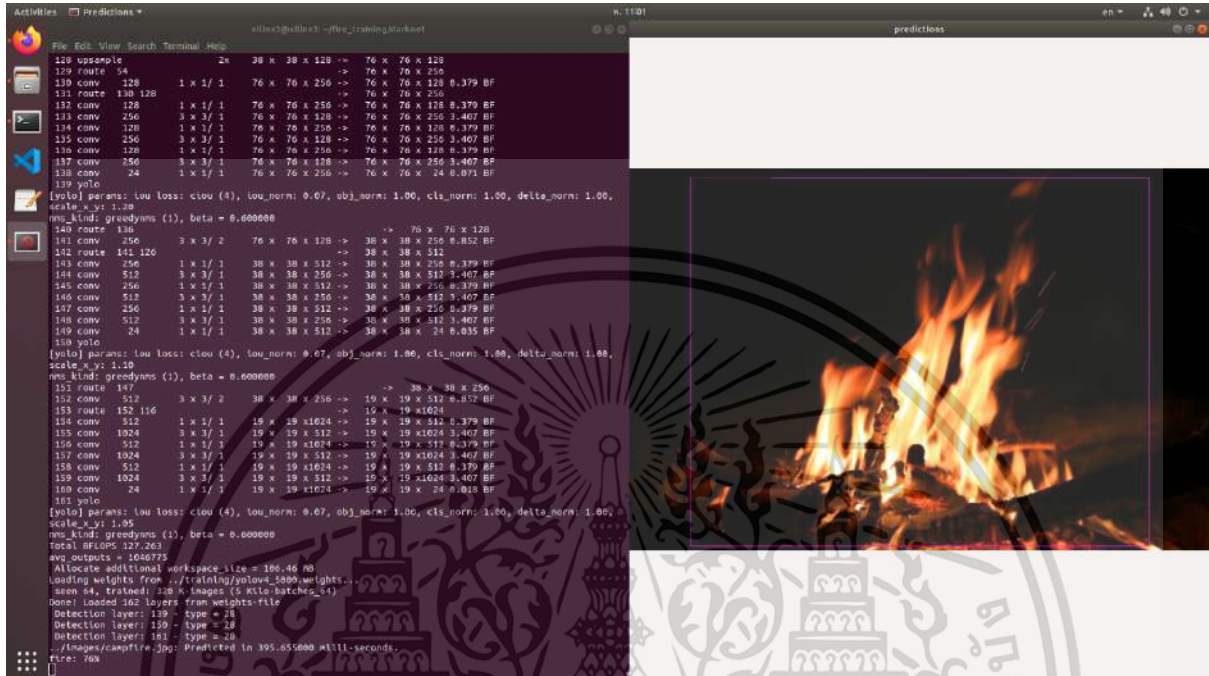 Activities Predictions
พ. 11:01
en
predictions
File Edit View Search Terminal Help
128 upsample 2x 38 x 38 x 128 -> 76 x 76 x 128
129 route 54 -> 76 x 76 x 256
130 conv 128 1 x 1/ 1 76 x 76 x 256 -> 76 x 76 x 128 0.379 BF
131 route 130 128 -> 76 x 76 x 256
132 conv 128 1 x 1/ 1 76 x 76 x 256 -> 76 x 76 x 128 0.379 BF
133 conv 256 3 x 3/ 1 76 x 76 x 128 -> 76 x 76 x 256 3.407 BF
134 conv 128 1 x 1/ 1 76 x 76 x 256 -> 76 x 76 x 128 0.379 BF
135 conv 256 3 x 3/ 1 76 x 76 x 128 -> 76 x 76 x 256 3.407 BF
136 conv 128 1 x 1/ 1 76 x 76 x 256 -> 76 x 76 x 128 0.379 BF
137 conv 256 3 x 3/ 1 76 x 76 x 128 -> 76 x 76 x 256 3.407 BF
138 conv 24 1 x 1/ 1 76 x 76 x 256 -> 76 x 76 x 24 0.071 BF
139 yolo
[yolo] params: iou loss: ciou (4), iou_norm: 0.07, obj_norm: 1.00, cls_norm: 1.00, delta_norm: 1.00,
scale_x_y: 1.20
nms_kind: greedynms (1), beta = 0.600000
140 route 136 -> 76 x 76 x 128
141 conv 256 3 x 3/ 2 76 x 76 x 128 -> 38 x 38 x 256 0.852 BF
142 route 141 126 -> 38 x 38 x 512
143 conv 256 1 x 1/ 1 38 x 38 x 512 -> 38 x 38 x 256 0.379 BF
144 conv 512 3 x 3/ 1 38 x 38 x 256 -> 38 x 38 x 512 3.407 BF
145 conv 256 1 x 1/ 1 38 x 38 x 512 -> 38 x 38 x 256 0.379 BF
146 conv 512 3 x 3/ 1 38 x 38 x 256 -> 38 x 38 x 512 3.407 BF
147 conv 256 1 x 1/ 1 38 x 38 x 512 -> 38 x 38 x 256 0.379 BF
148 conv 512 3 x 3/ 1 38 x 38 x 256 -> 38 x 38 x 512 3.407 BF
149 conv 24 1 x 1/ 1 38 x 38 x 512 -> 38 x 38 x 24 0.035 BF
150 yolo
[yolo] params: iou loss: ciou (4), iou_norm: 0.07, obj_norm: 1.00, cls_norm: 1.00, delta_norm: 1.00,
scale_x_y: 1.10
nms_kind: greedynms (1), beta = 0.600000
151 route 147 -> 38 x 38 x 256
152 conv 512 3 x 3/ 2 38 x 38 x 256 -> 19 x 19 x 512 0.852 BF
153 route 152 116 -> 19 x 19 x1024
154 conv 512 1 x 1/ 1 19 x 19 x1024 -> 19 x 19 x 512 0.379 BF
155 conv 1024 3 x 3/ 1 19 x 19 x 512 -> 19 x 19 x1024 3.407 BF
156 conv 512 1 x 1/ 1 19 x 19 x1024 -> 19 x 19 x 512 0.379 BF
157 conv 1024 3 x 3/ 1 19 x 19 x 512 -> 19 x 19 x1024 3.407 BF
158 conv 512 1 x 1/ 1 19 x 19 x1024 -> 19 x 19 x 512 0.379 BF
159 conv 1024 3 x 3/ 1 19 x 19 x 512 -> 19 x 19 x1024 3.407 BF
160 conv 24 1 x 1/ 1 19 x 19 x1024 -> 19 x 19 x 24 0.018 BF
161 yolo
[yolo] params: iou loss: ciou (4), iou_norm: 0.07, obj_norm: 1.00, cls_norm: 1.00, delta_norm: 1.00,
scale_x_y: 1.05
nms_kind: greedynms (1), beta = 0.600000
Total BFLOPS 127.263
avg_outputs = 1046775
Allocate additional workspace_size = 106.46 MB
Loading weights from ../training/yolov4_5000.weights...
seen 64, trained: 320 K-images (5 Kilo-batches_64)
Done! Loaded 162 layers from weights-file
Detection layer: 139 - type = 28
Detection layer: 150 - type = 28
Detection layer: 161 - type = 28
../images/campfire.jpg: Predicted in 395.655000 milli-seconds.
fire: 76%